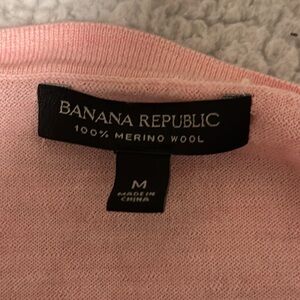 BANANA REPUBLIC
100% MERINO WOOL
M
MADE IN
CHINA